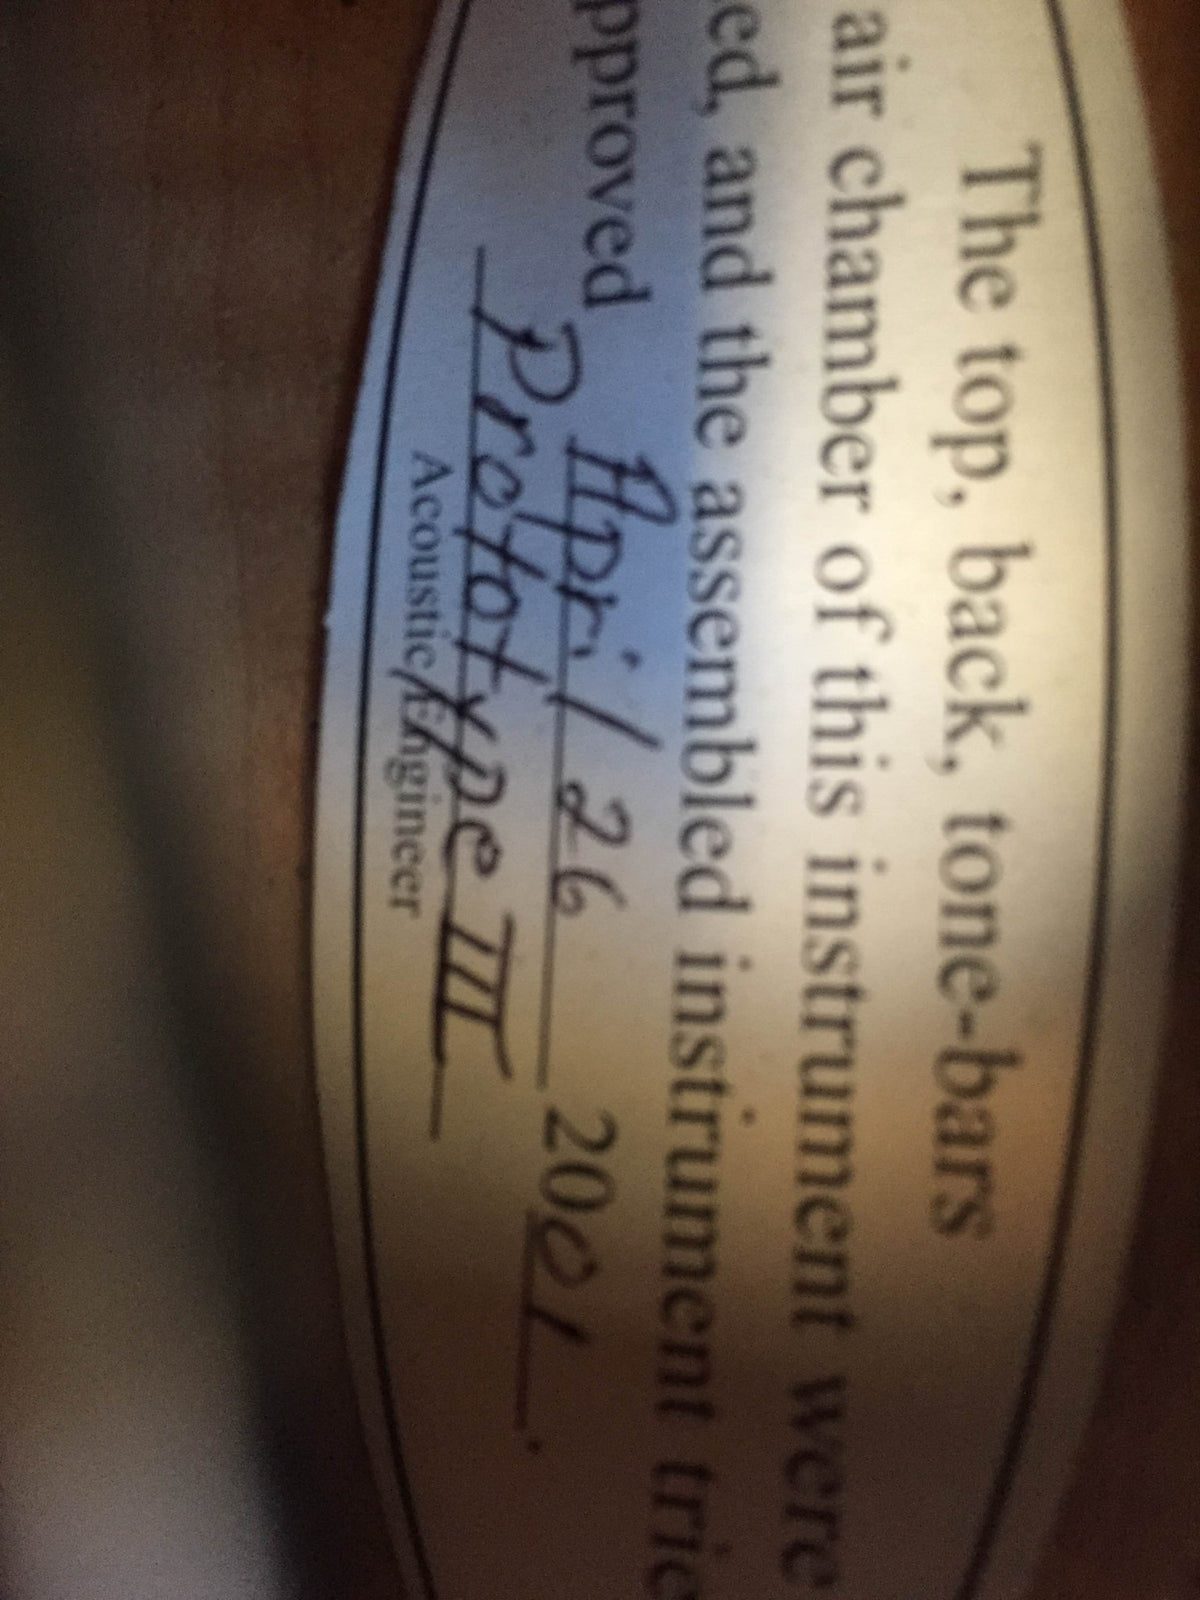 The top, back, tone-bars
air chamber of this instrument were
ed, and the assembled instrument tri
pproved April 26 2001.
Prototype III
Acoustic Engineer